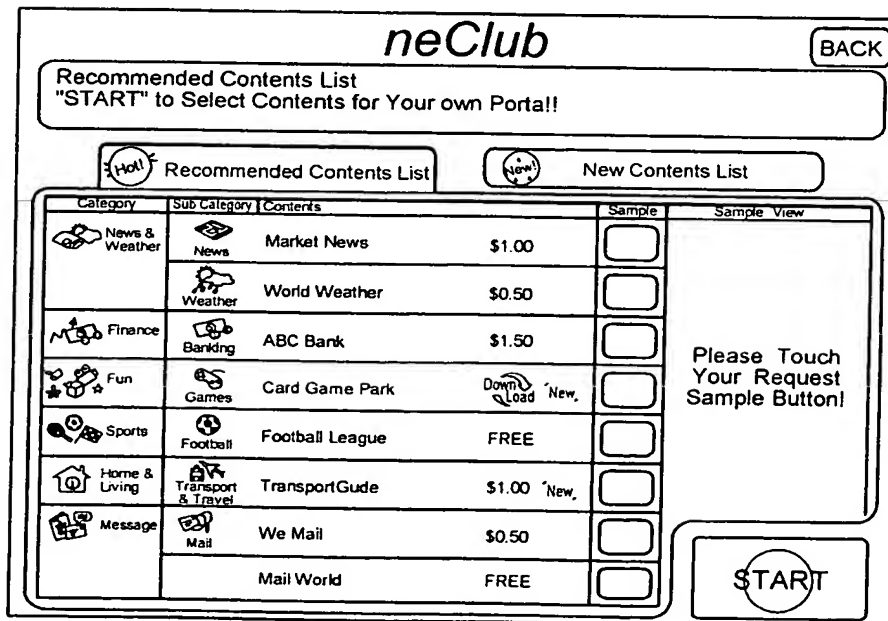 neClub
BACK
Recommended Contents List
"START" to Select Contents for Your own Porta!!
Hot! Recommended Contents List
New! New Contents List
Category Sub Category Contents Sample Sample View
News & Weather News Market News $1.00
Weather World Weather $0.50
Finance Banking ABC Bank $1.50
Fun Games Card Game Park Down Load New
Sports Football Football League FREE
Home & Living Transport & Travel TransportGude $1.00 New
Message Mail We Mail $0.50
Mail World FREE
Please Touch
Your Request
Sample Button!
START